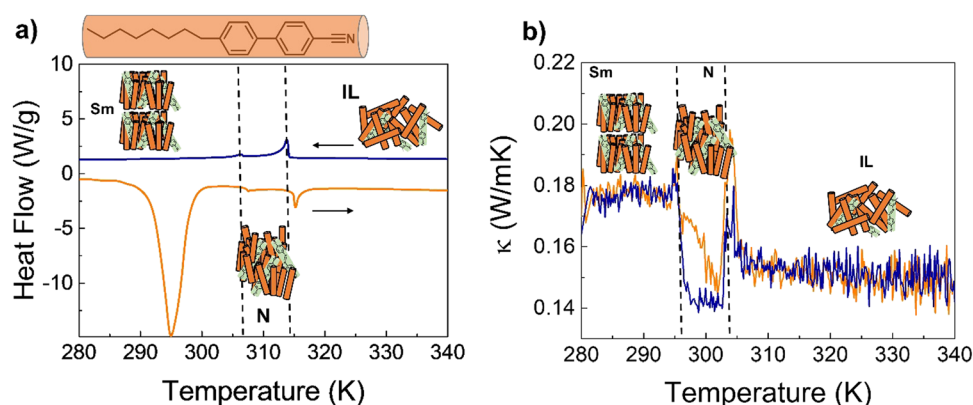 a)
N
10
5
0
-5
-10
Heat Flow (W/g)
Sm
IL
N
280 290 300 310 320 330 340
Temperature (K)
b)
0.22
0.20
0.18
0.16
0.14
κ (W/mK)
Sm
N
IL
280 290 300 310 320 330 340
Temperature (K)